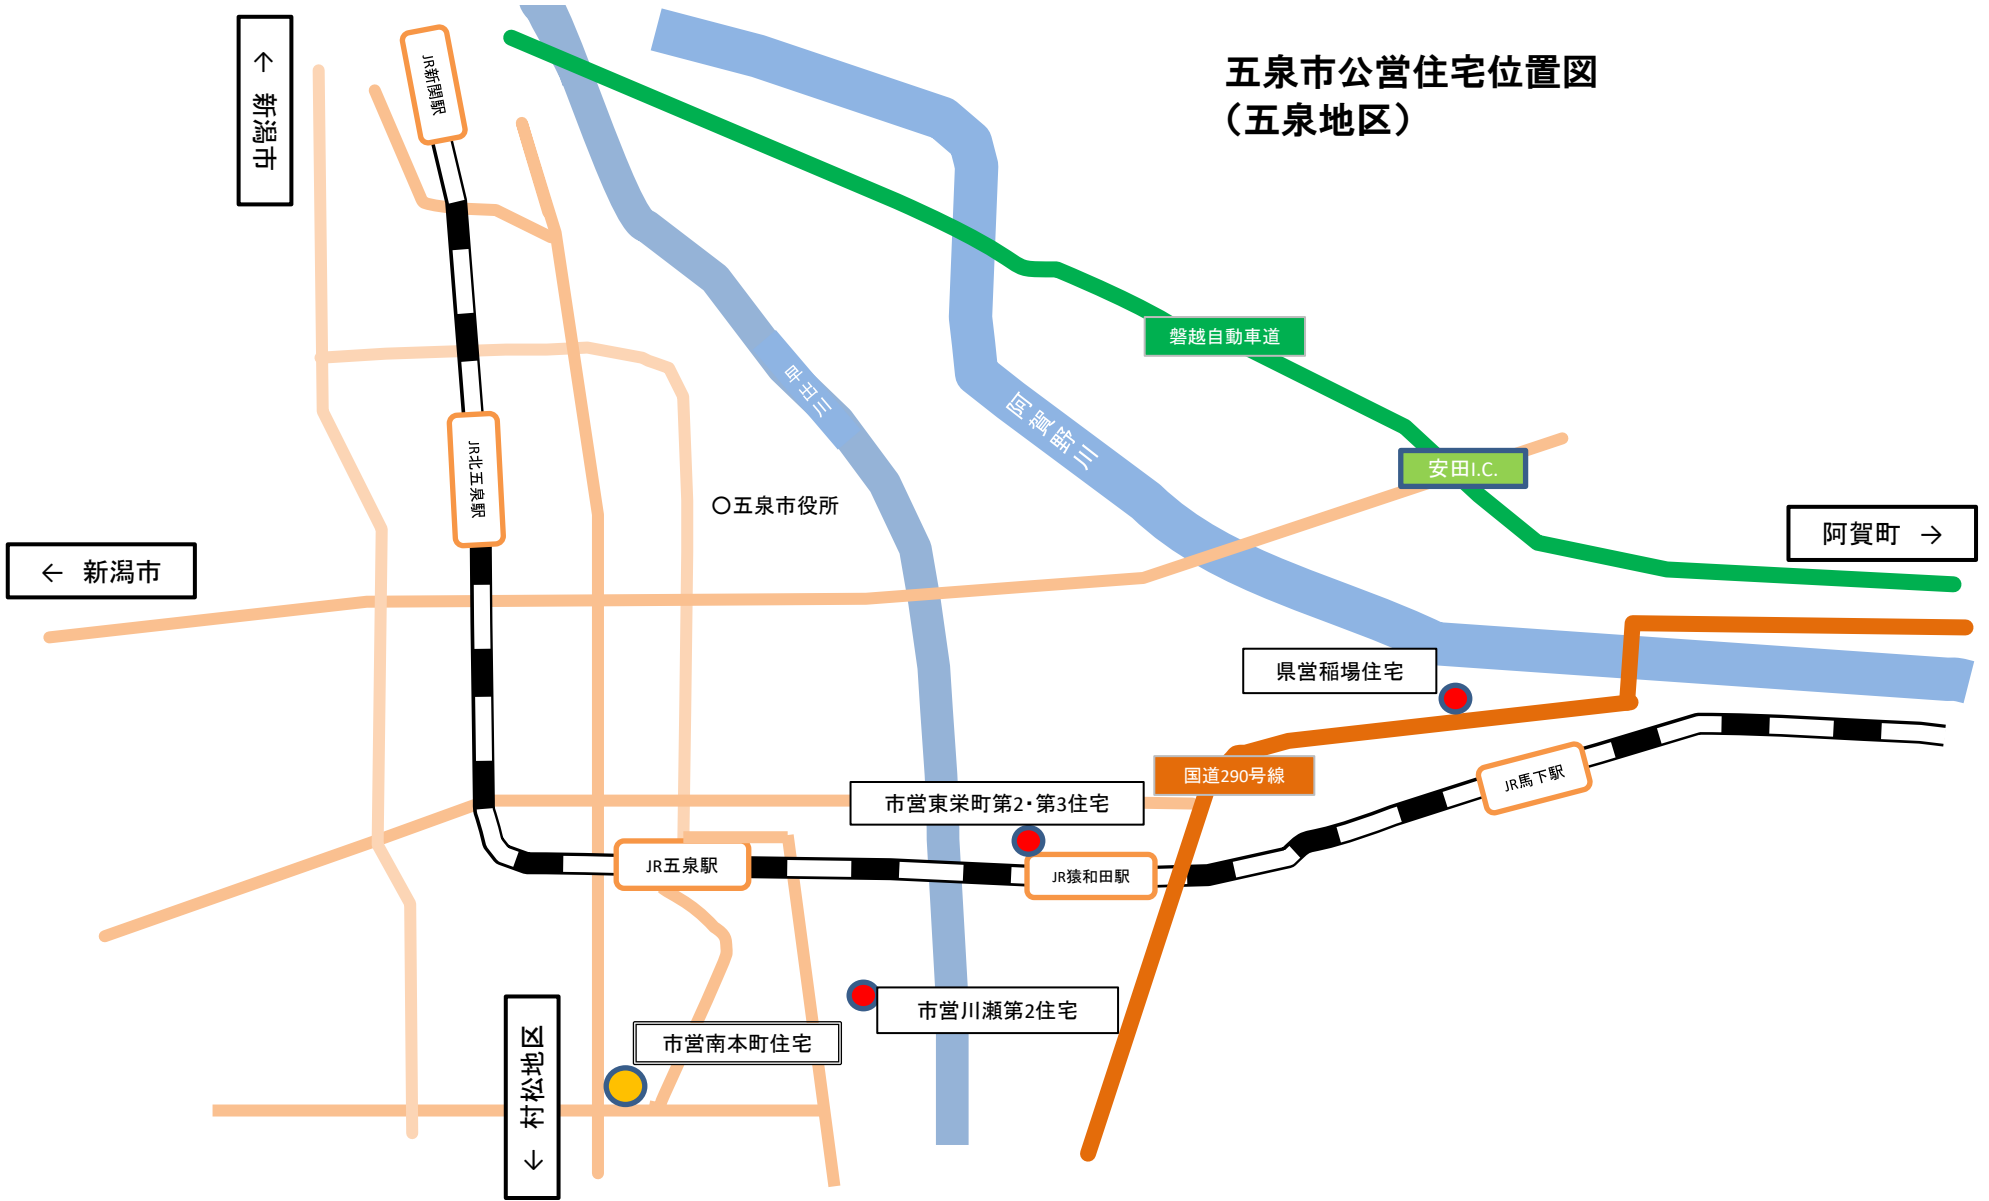 五泉市公営住宅位置図
（五泉地区）
← 新潟市
JR新関駅
磐越自動車道
早出川
阿賀野川
JR北五泉駅
安田I.C.
○五泉市役所
阿賀町 →
← 新潟市
県営稲場住宅
国道290号線
JR馬下駅
市営東栄町第2・第3住宅
JR五泉駅
JR猿和田駅
市営川瀬第2住宅
市営南本町住宅
← 村松地区